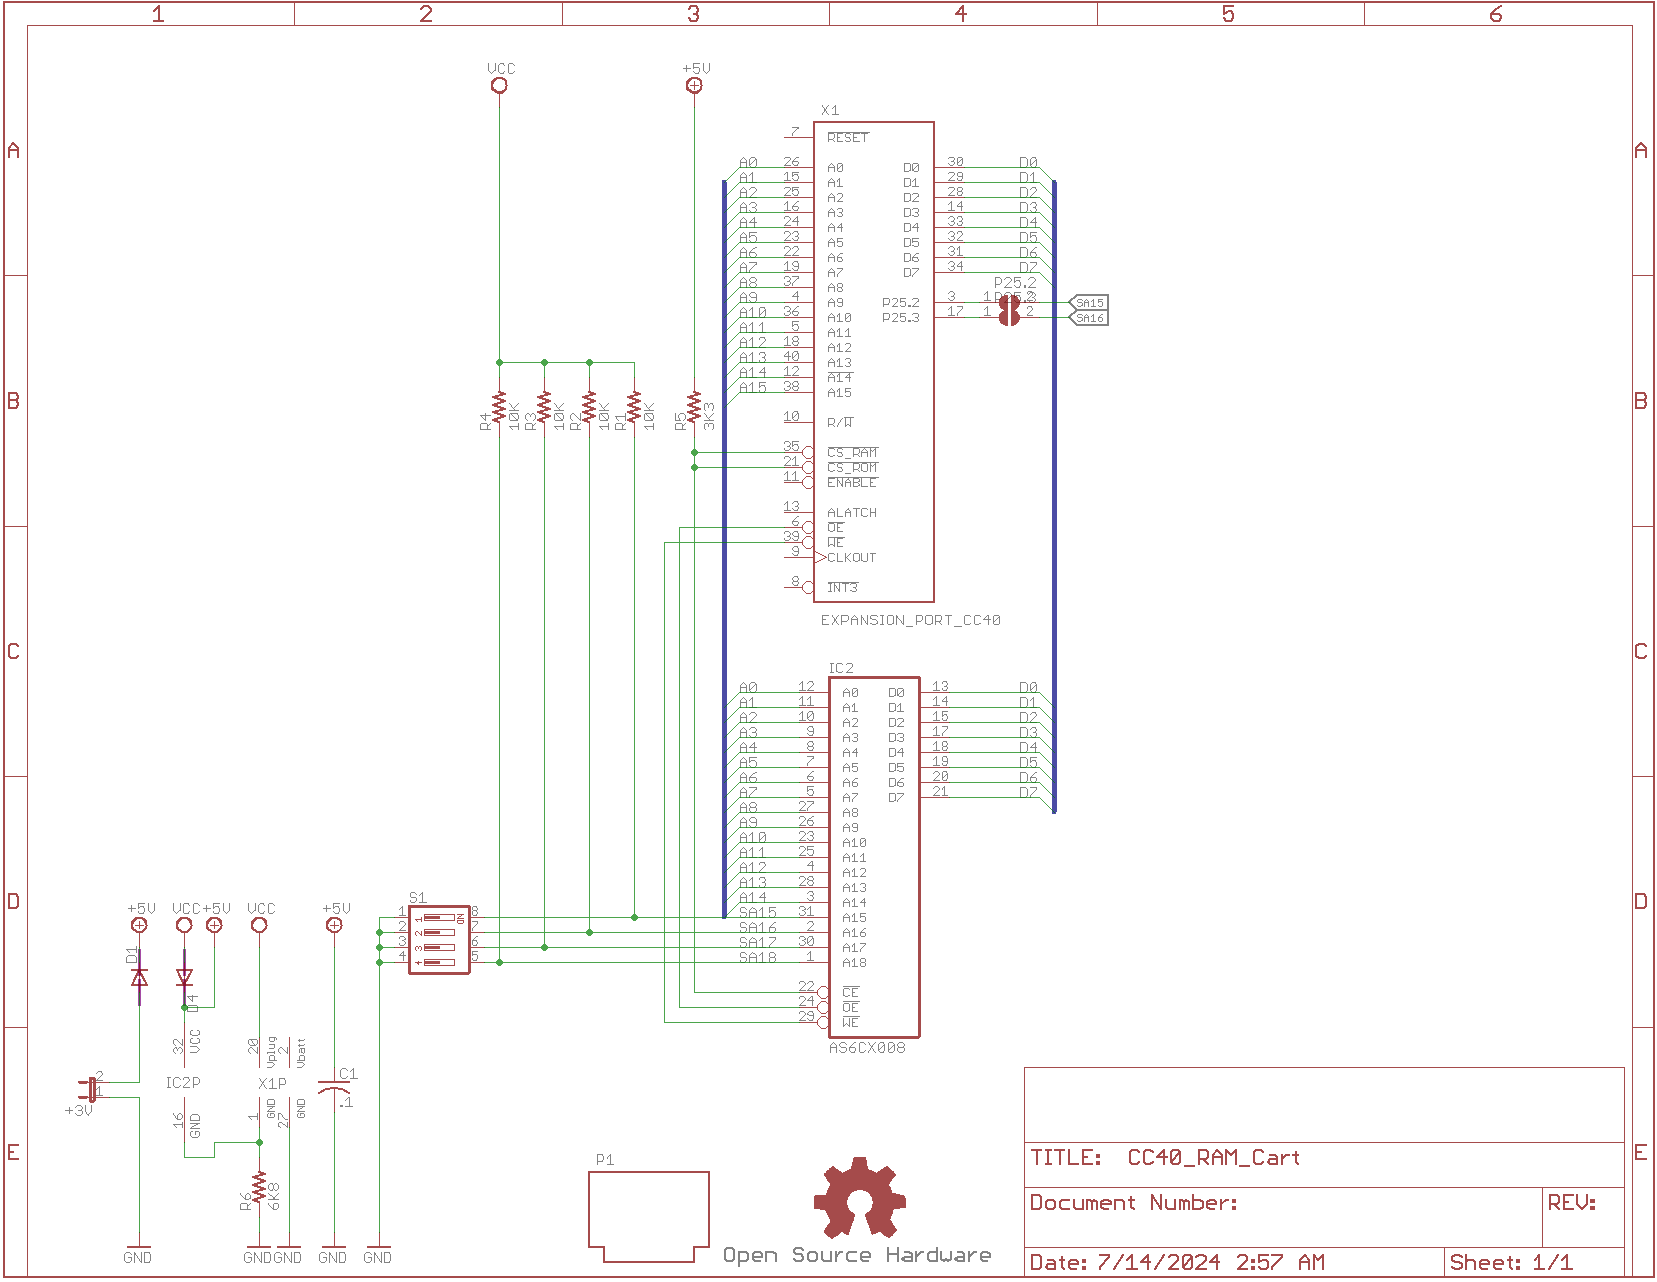 1 2 3 4 5 6
A A
B B
C C
D D
E E
VCC
+5V
X1
7 RESET
A0 26 A0 D0 30 D0
A1 15 A1 D1 29 D1
A2 25 A2 D2 28 D2
A3 16 A3 D3 14 D3
A4 24 A4 D4 33 D4
A5 23 A5 D5 32 D5
A6 22 A6 D6 31 D6
A7 19 A7 D7 34 D7
A8 37 A8
P25.2
A9 4 A9 P25.2 3 1 2 SA15
A10 36 A10 P25.3 17 1 2 SA16
A11 5 A11
A12 18 A12
A13 40 A13
A14 12 A14
A15 38 A15
10 R/W
35 CS_RAM
21 CS_ROM
11 ENABLE
13 ALATCH
6 OE
39 WE
9 CLKOUT
8 INT3
EXPANSION_PORT_CC40
R4 10K
R3 10K
R2 10K
R1 10K
R5 3K3
IC2
A0 12 A0 D0 13 D0
A1 11 A1 D1 14 D1
A2 10 A2 D2 15 D2
A3 9 A3 D3 17 D3
A4 8 A4 D4 18 D4
A5 7 A5 D5 19 D5
A6 6 A6 D6 20 D6
A7 5 A7 D7 21 D7
A8 27 A8
A9 26 A9
A10 23 A10
A11 25 A11
A12 4 A12
A13 28 A13
A14 3 A14
SA15 31 A15
SA16 2 A16
SA17 30 A17
SA18 1 A18
22 CE
24 OE
29 WE
AS6CX008
S1
1 1 ON 8
2 2 7
3 3 6
4 4 5
+5V VCC +5V VCC +5V
D1
D4
32 VCC
20 Vplug
2 Vbatt
2
1
+3V
IC2P
X1P
C1
.1
16 GND
1 GND
27 GND
R6 6K8
GND GND GND GND GND
P1
Open Source Hardware
TITLE: CC40_RAM_Cart
Document Number:
REV:
Date: 7/14/2024 2:57 AM
Sheet: 1/1